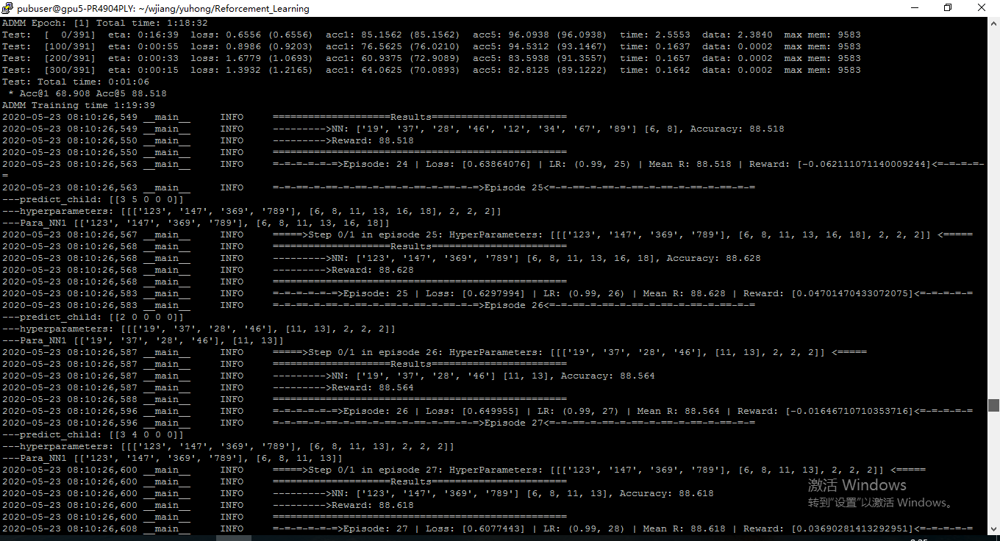 pubuser@gpu5-PR4904PLY: ~/wjiang/yuhong/Reforcement_Learning
ADMM Epoch: [1] Total time: 1:18:32
Test:  [  0/391]  eta: 0:16:39  loss: 0.6556 (0.6556)  acc1: 85.1562 (85.1562)  acc5: 96.0938 (96.0938)  time: 2.5553  data: 2.3840  max mem: 9583
Test:  [100/391]  eta: 0:00:55  loss: 0.8986 (0.9203)  acc1: 76.5625 (76.0210)  acc5: 94.5312 (93.1467)  time: 0.1637  data: 0.0002  max mem: 9583
Test:  [200/391]  eta: 0:00:33  loss: 1.6779 (1.0693)  acc1: 60.9375 (72.9089)  acc5: 83.5938 (91.3557)  time: 0.1657  data: 0.0002  max mem: 9583
Test:  [300/391]  eta: 0:00:15  loss: 1.3932 (1.2165)  acc1: 64.0625 (70.0893)  acc5: 82.8125 (89.1222)  time: 0.1642  data: 0.0002  max mem: 9583
Test: Total time: 0:01:06
 * Acc@1 68.908 Acc@5 88.518
ADMM Training time 1:19:39
2020-05-23 08:10:26,549 __main__     INFO     ====================Results=======================
2020-05-23 08:10:26,549 __main__     INFO     --------->NN: ['19', '37', '28', '46', '12', '34', '67', '89'] [6, 8], Accuracy: 88.518
2020-05-23 08:10:26,550 __main__     INFO     --------->Reward: 88.518
2020-05-23 08:10:26,550 __main__     INFO     ==================================================
2020-05-23 08:10:26,563 __main__     INFO     =-=-=-=-=-=>Episode: 24 | Loss: [0.63864076] | LR: (0.99, 25) | Mean R: 88.518 | Reward: [-0.062111071140009244]<=-=-=-=-
=
2020-05-23 08:10:26,563 __main__     INFO     =-=-==-=-==-=-==-=-==-=-==-=-==-=->Episode 25<=-=-==-=-==-=-==-=-==-=-==-=-==-=-=
---predict_child: [[3 5 0 0 0]]
---hyperparameters: [[['123', '147', '369', '789'], [6, 8, 11, 13, 16, 18], 2, 2, 2]]
---Para_NN1 [['123', '147', '369', '789'], [6, 8, 11, 13, 16, 18]]
2020-05-23 08:10:26,567 __main__     INFO     =====>Step 0/1 in episode 25: HyperParameters: [[['123', '147', '369', '789'], [6, 8, 11, 13, 16, 18], 2, 2, 2]] <=====
2020-05-23 08:10:26,568 __main__     INFO     ====================Results=======================
2020-05-23 08:10:26,568 __main__     INFO     --------->NN: ['123', '147', '369', '789'] [6, 8, 11, 13, 16, 18], Accuracy: 88.628
2020-05-23 08:10:26,568 __main__     INFO     --------->Reward: 88.628
2020-05-23 08:10:26,568 __main__     INFO     ==================================================
2020-05-23 08:10:26,583 __main__     INFO     =-=-=-=-=-=>Episode: 25 | Loss: [0.6297994] | LR: (0.99, 26) | Mean R: 88.628 | Reward: [0.04701470433072075]<=-=-=-=-=
2020-05-23 08:10:26,583 __main__     INFO     =-=-==-=-==-=-==-=-==-=-==-=-==-=->Episode 26<=-=-==-=-==-=-==-=-==-=-==-=-==-=-=
---predict_child: [[2 0 0 0 0]]
---hyperparameters: [[['19', '37', '28', '46'], [11, 13], 2, 2, 2]]
---Para_NN1 [['19', '37', '28', '46'], [11, 13]]
2020-05-23 08:10:26,587 __main__     INFO     =====>Step 0/1 in episode 26: HyperParameters: [[['19', '37', '28', '46'], [11, 13], 2, 2, 2]] <=====
2020-05-23 08:10:26,587 __main__     INFO     ====================Results=======================
2020-05-23 08:10:26,587 __main__     INFO     --------->NN: ['19', '37', '28', '46'] [11, 13], Accuracy: 88.564
2020-05-23 08:10:26,587 __main__     INFO     --------->Reward: 88.564
2020-05-23 08:10:26,588 __main__     INFO     ==================================================
2020-05-23 08:10:26,596 __main__     INFO     =-=-=-=-=-=>Episode: 26 | Loss: [0.649955] | LR: (0.99, 27) | Mean R: 88.564 | Reward: [-0.01646710710353716]<=-=-=-=-=
2020-05-23 08:10:26,596 __main__     INFO     =-=-==-=-==-=-==-=-==-=-==-=-==-=->Episode 27<=-=-==-=-==-=-==-=-==-=-==-=-==-=-=
---predict_child: [[3 4 0 0 0]]
---hyperparameters: [[['123', '147', '369', '789'], [6, 8, 11, 13], 2, 2, 2]]
---Para_NN1 [['123', '147', '369', '789'], [6, 8, 11, 13]]
2020-05-23 08:10:26,600 __main__     INFO     =====>Step 0/1 in episode 27: HyperParameters: [[['123', '147', '369', '789'], [6, 8, 11, 13], 2, 2, 2]] <=====
2020-05-23 08:10:26,600 __main__     INFO     ====================Results=======================
2020-05-23 08:10:26,600 __main__     INFO     --------->NN: ['123', '147', '369', '789'] [6, 8, 11, 13], Accuracy: 88.618
2020-05-23 08:10:26,600 __main__     INFO     --------->Reward: 88.618
2020-05-23 08:10:26,600 __main__     INFO     ==================================================
2020-05-23 08:10:26,608 __main__     INFO     =-=-=-=-=-=>Episode: 27 | Loss: [0.6077443] | LR: (0.99, 28) | Mean R: 88.618 | Reward: [0.03690281413292951]<=-=-=-=-=
激活 Windows
转到“设置”以激活 Windows。